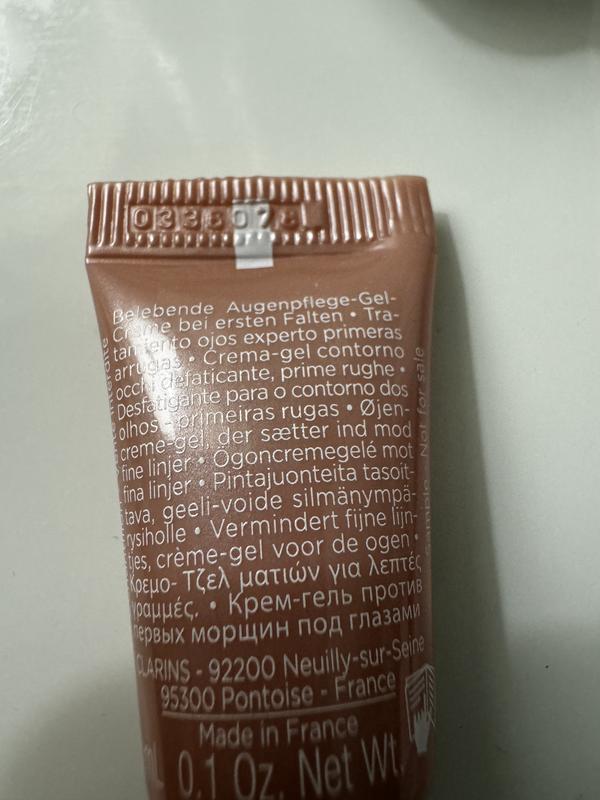 Belebende Augenpflege-Gel-
Crème bei ersten Falten • Tra-
tamiento ojos experto primeras
arrugas • Crema-gel contorno
occhi defaticante, prime rughe •
Desfatigante para o contorno dos
olhos, primeiras rugas • Øjen-
creme-gel, der sætter ind mod
fine linjer • Ögoncremegelé mot
fina linjer • Pintajuonteita tasoit-
tava, geeli-voide silmänympä-
rysiholle • Vermindert fijne lijn-
tjes, crème-gel voor de ogen •
Κρεμο- Τζελ ματιών για λεπτές
γραμμές. • Крем-гель против
первых морщин под глазами
CLARINS - 92200 Neuilly-sur-Seine
95300 Pontoise - France
Made in France
mL 0.1 Oz. Net Wt.
Sample - Not for sale